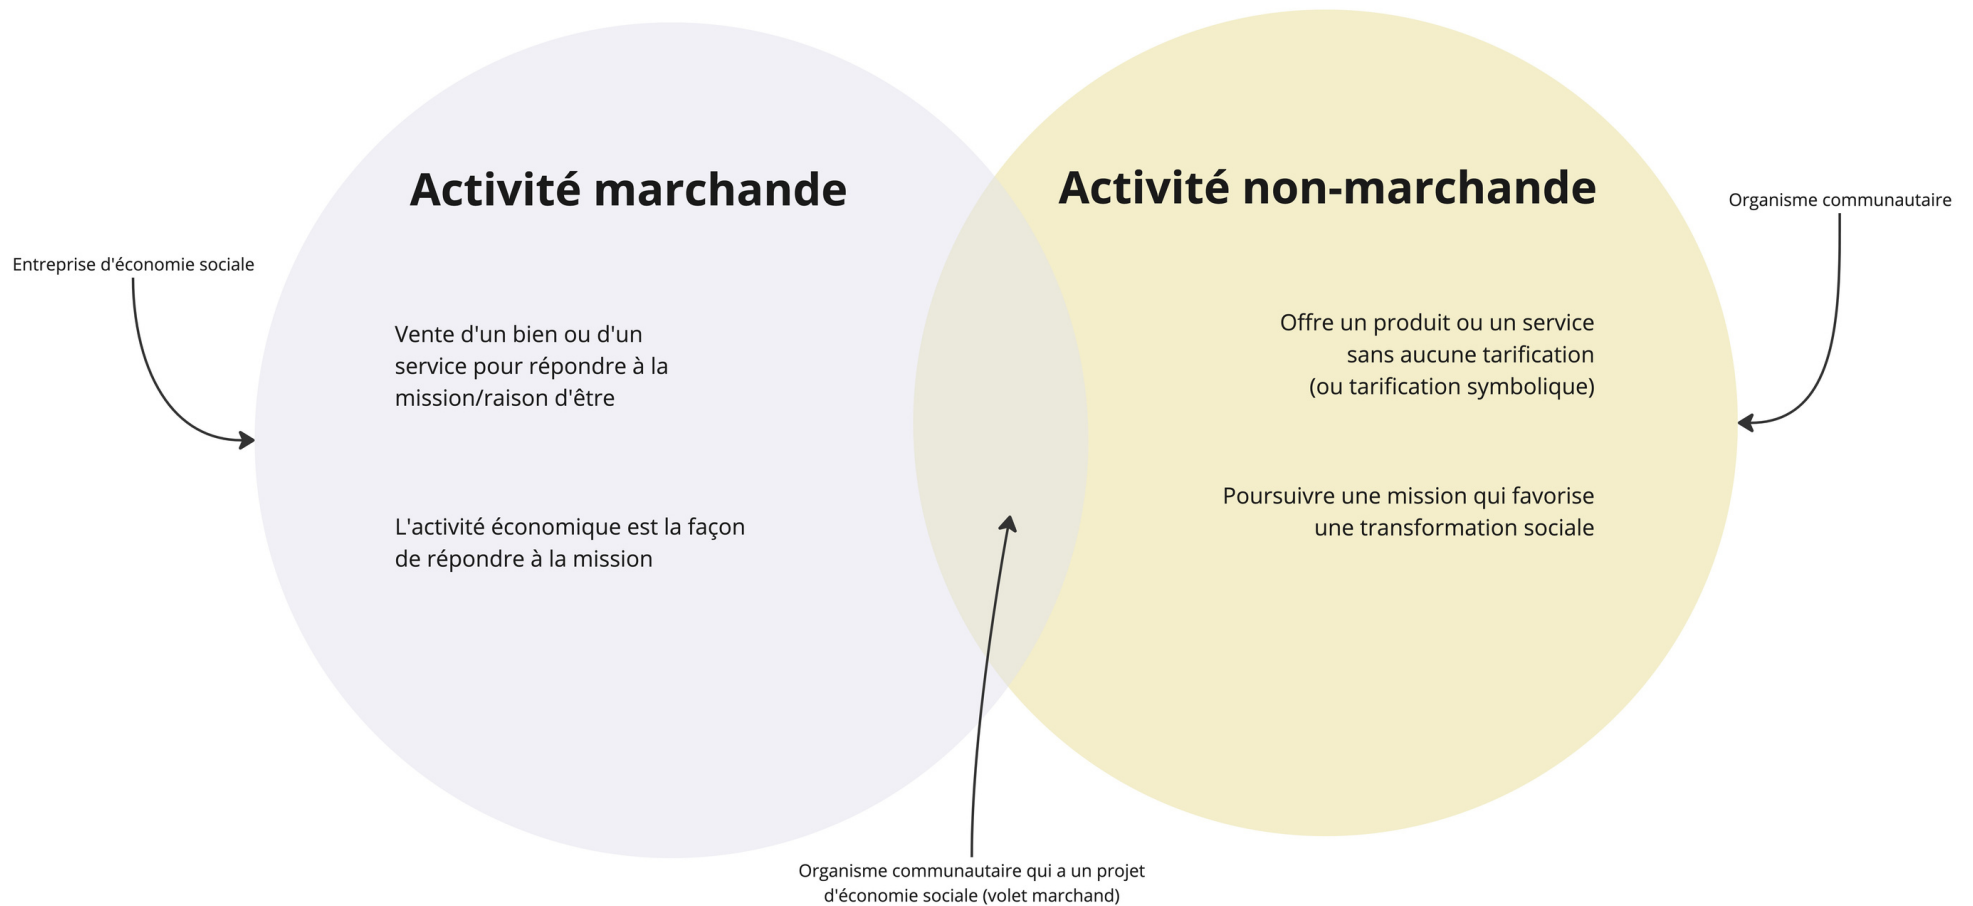 Activité marchande
Activité non-marchande
Organisme communautaire
Entreprise d'économie sociale
Vente d'un bien ou d'un
service pour répondre à la
mission/raison d'être
Offre un produit ou un service
sans aucune tarification
(ou tarification symbolique)
L'activité économique est la façon
de répondre à la mission
Poursuivre une mission qui favorise
une transformation sociale
Organisme communautaire qui a un projet
d'économie sociale (volet marchand)